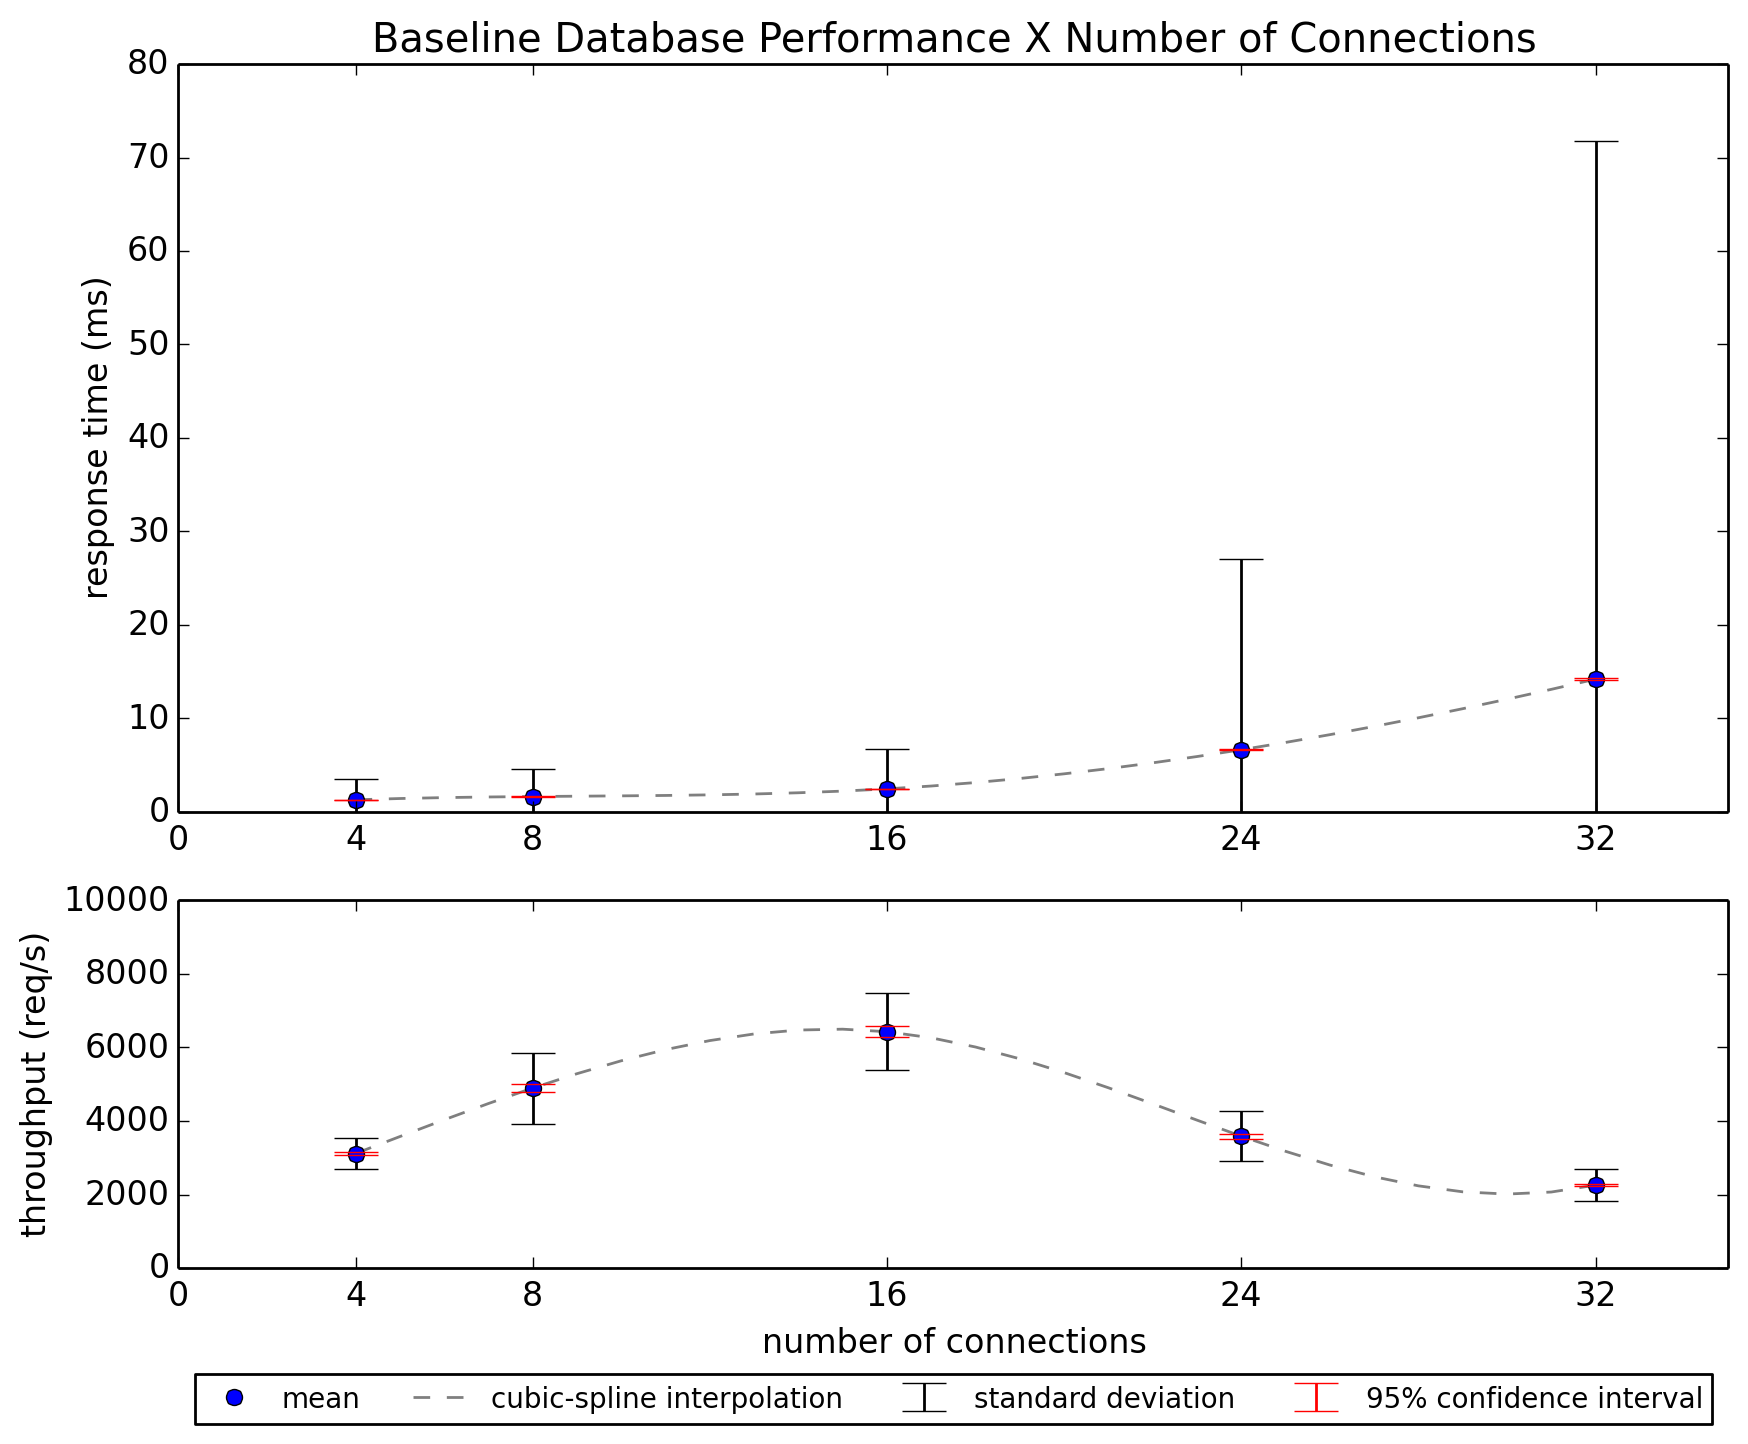 Baseline Database Performance X Number of Connections
80
70
60
50
40
30
20
10
0
response time (ms)
0 4 8 16 24 32
10000
8000
6000
4000
2000
0
throughput (req/s)
0 4 8 16 24 32
number of connections
mean cubic-spline interpolation standard deviation 95% confidence interval